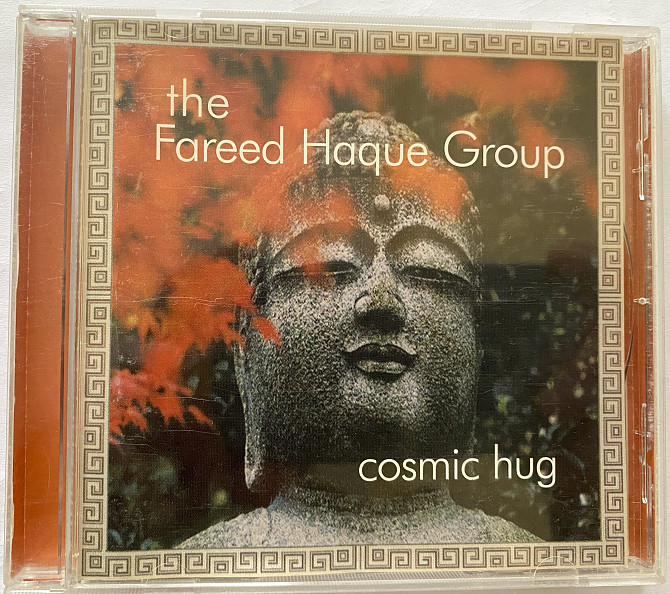 the
Fareed Haque Group
cosmic hug